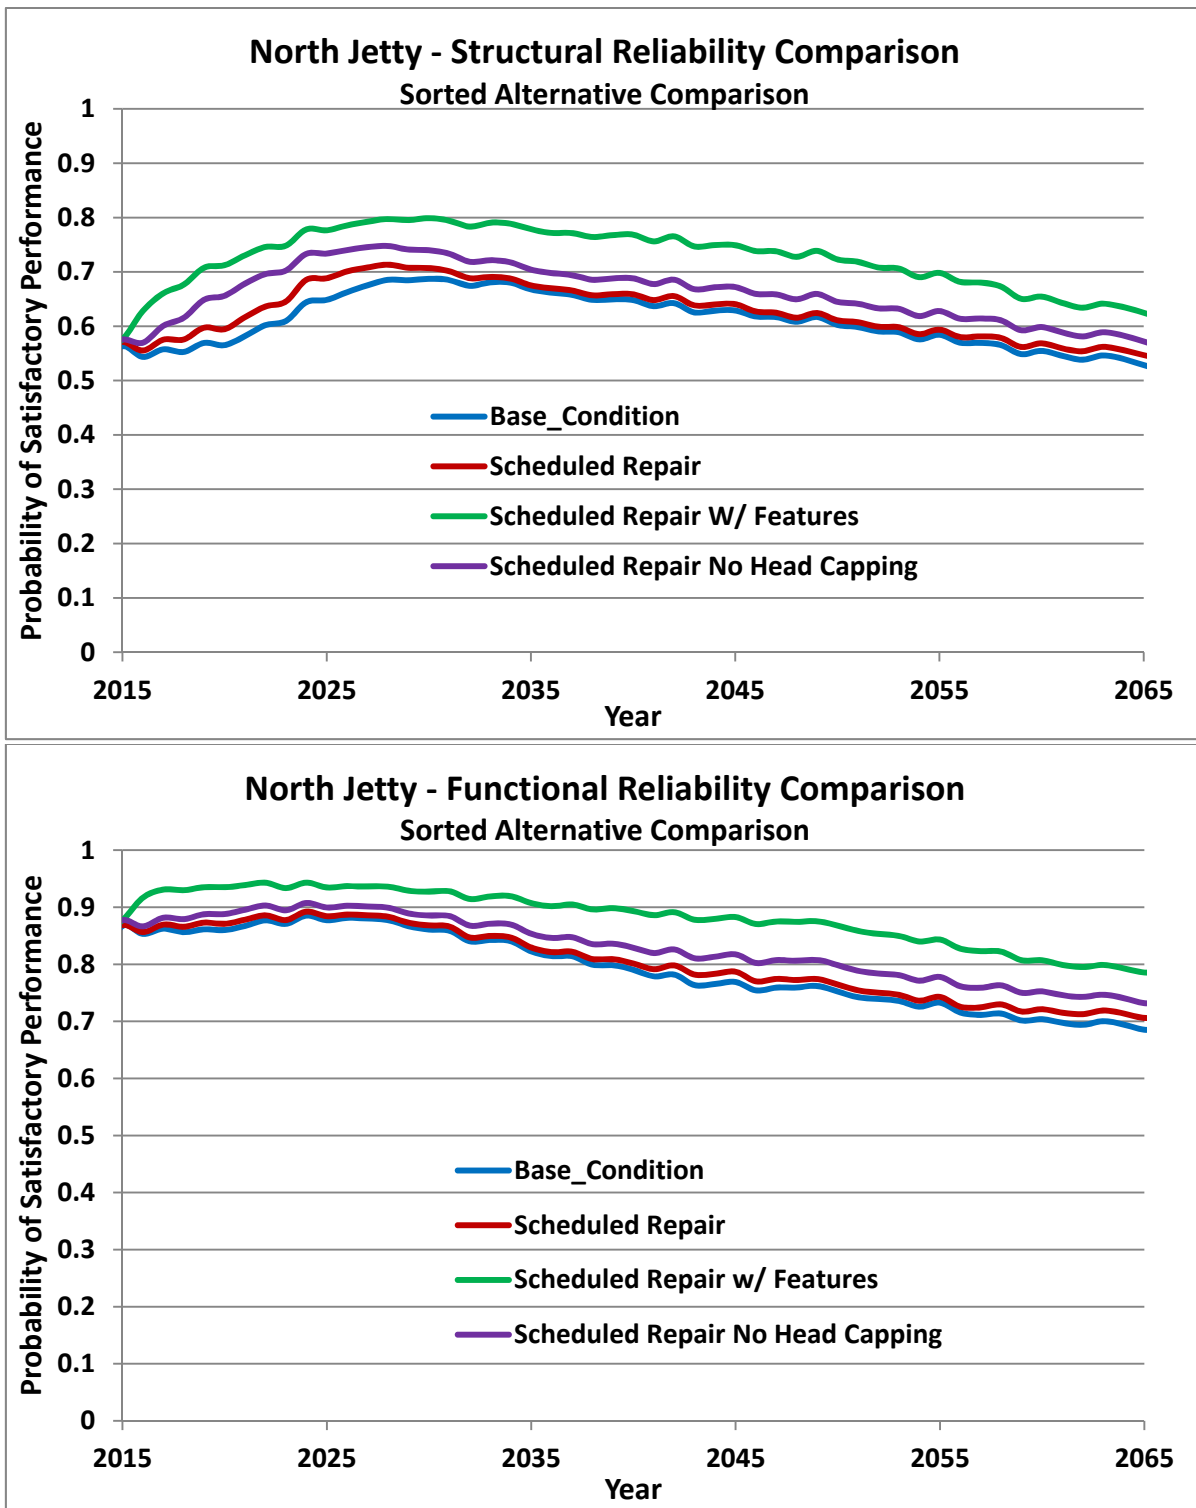 North Jetty - Structural Reliability Comparison
Sorted Alternative Comparison
Probability of Satisfactory Performance
1
0.9
0.8
0.7
0.6
0.5
0.4
0.3
0.2
0.1
0
Base_Condition
Scheduled Repair
Scheduled Repair W/ Features
Scheduled Repair No Head Capping
2015 2025 2035 2045 2055 2065
Year
North Jetty - Functional Reliability Comparison
Sorted Alternative Comparison
Probability of Satisfactory Performance
1
0.9
0.8
0.7
0.6
0.5
0.4
0.3
0.2
0.1
0
Base_Condition
Scheduled Repair
Scheduled Repair w/ Features
Scheduled Repair No Head Capping
2015 2025 2035 2045 2055 2065
Year